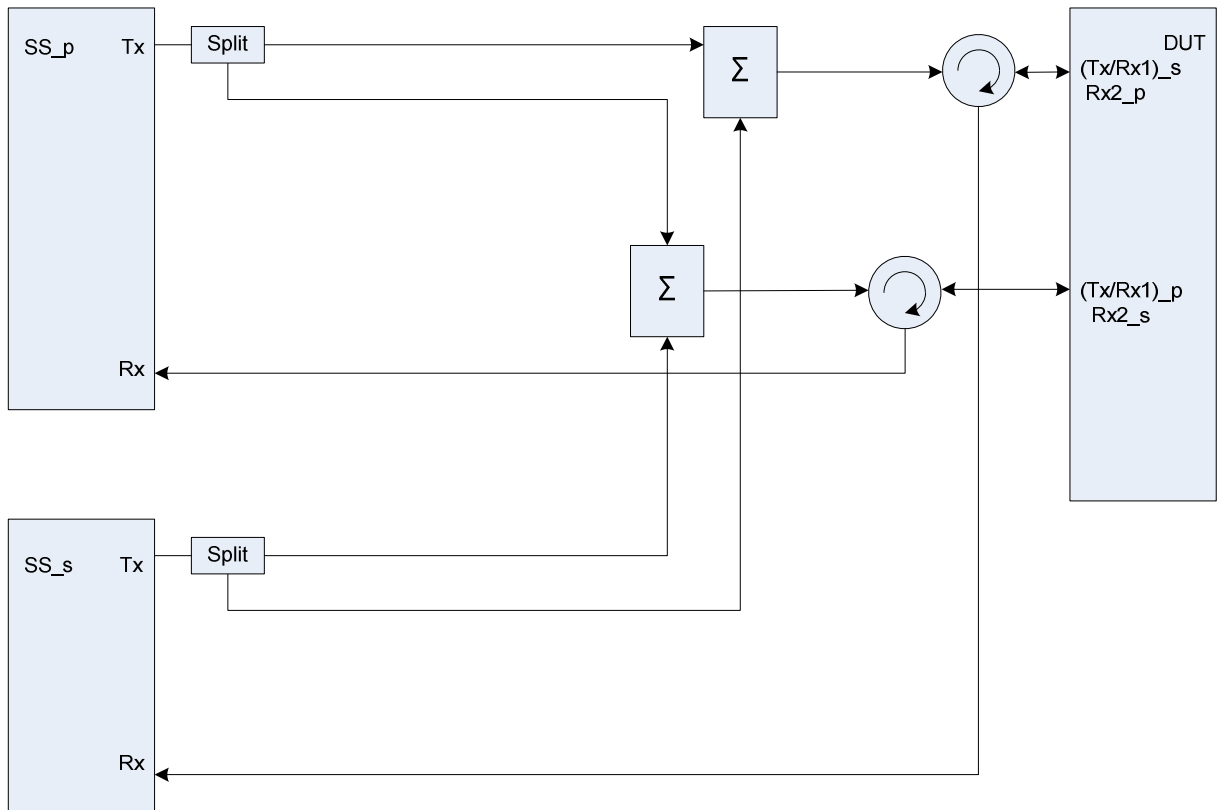 SS_p
Tx
Split
Σ
DUT
(Tx/Rx1)_s
Rx2_p
Σ
(Tx/Rx1)_p
Rx2_s
Rx
SS_s
Tx
Split
Rx